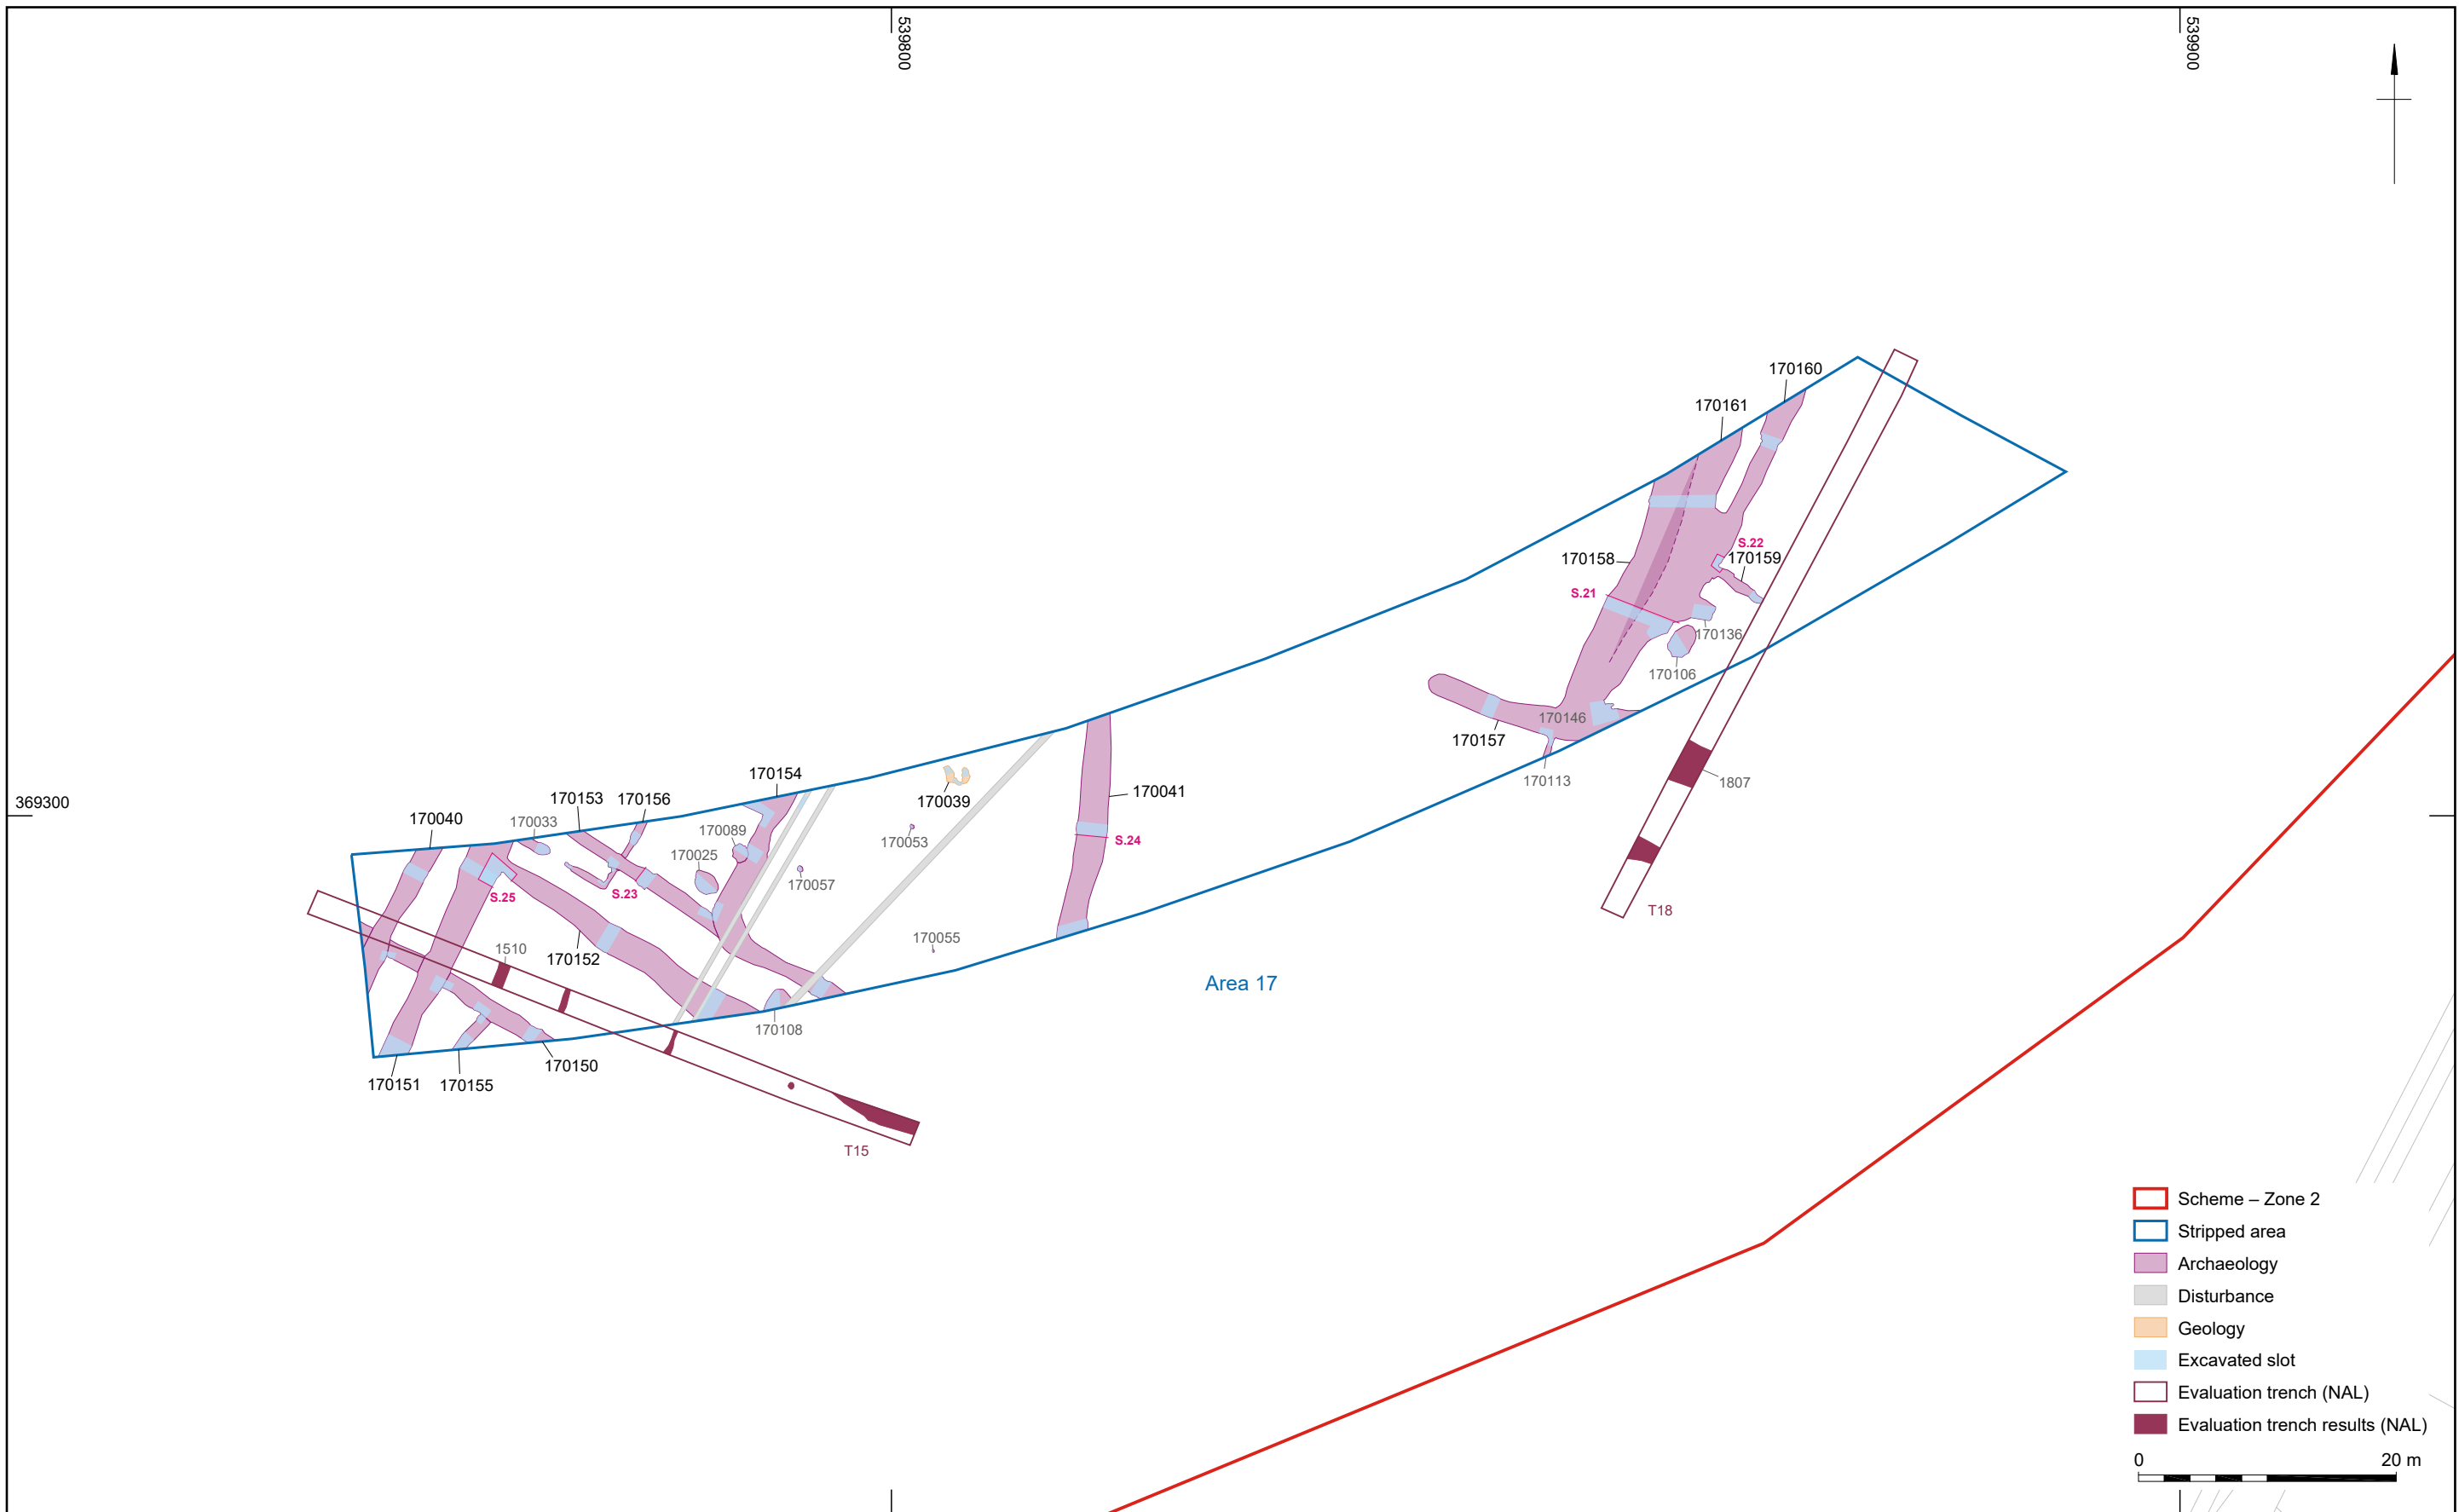 539800
539900
170160
170161
S.22
170158
170159
S.21
170136
170106
170146
170157
170113
1807
T18
369300
170154
170039
170041
170153
170156
170040
170033
170089
170053
S.24
170025
170057
S.23
S.25
1510
170055
170152
Area 17
170108
170150
170151
170155
T15
Scheme – Zone 2
Stripped area
Archaeology
Disturbance
Geology
Excavated slot
Evaluation trench (NAL)
Evaluation trench results (NAL)
0 20 m